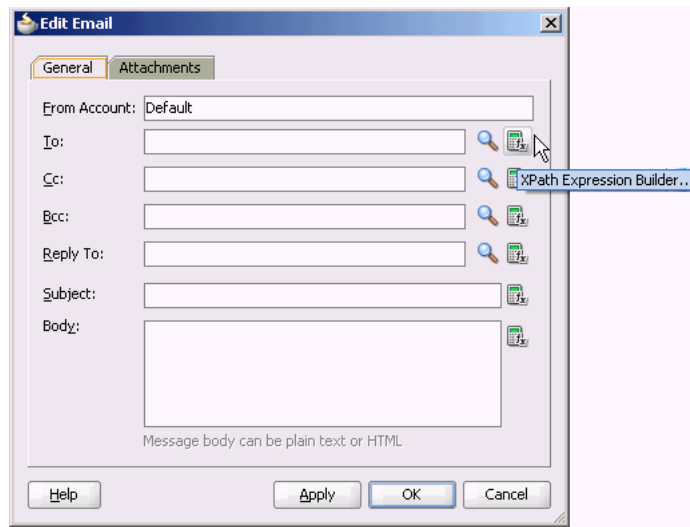 Edit Email
General Attachments
From Account: Default
To:
XPath Expression Builder..
Cc:
Bcc:
Reply To:
Subject:
Body:
Message body can be plain text or HTML
Help Apply OK Cancel